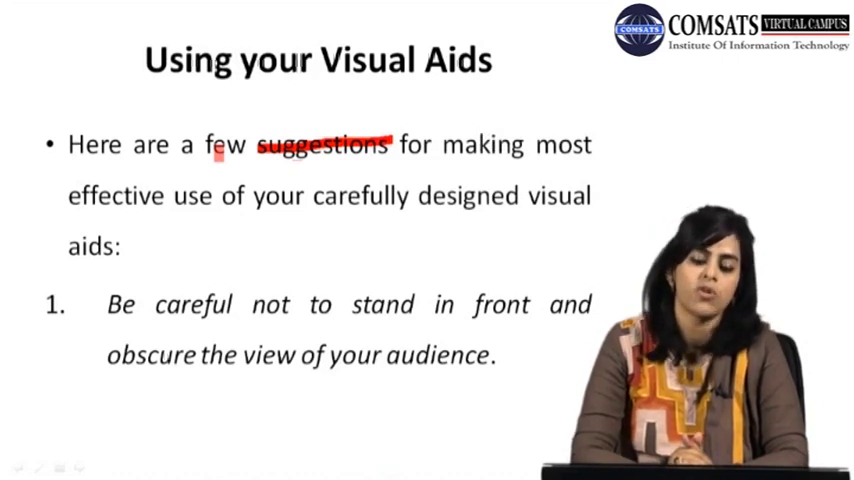 COMSATS VIRTUAL CAMPUS
COMSATS
Institute Of Information Technology
Using your Visual Aids
• Here are a few suggestions for making most
effective use of your carefully designed visual
aids:
1. Be careful not to stand in front and
obscure the view of your audience.